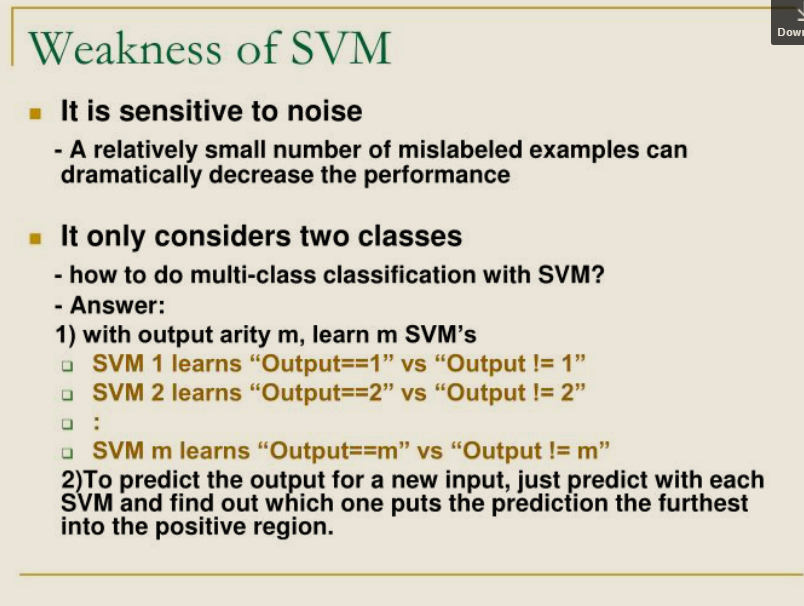 Weakness of SVM
It is sensitive to noise
- A relatively small number of mislabeled examples can
dramatically decrease the performance
It only considers two classes
- how to do multi-class classification with SVM?
- Answer:
1) with output arity m, learn m SVM's
SVM 1 learns “Output==1” vs “Output != 1”
SVM 2 learns “Output==2” vs “Output != 2”
:
SVM m learns “Output==m” vs “Output != m”
2)To predict the output for a new input, just predict with each
SVM and find out which one puts the prediction the furthest
into the positive region.